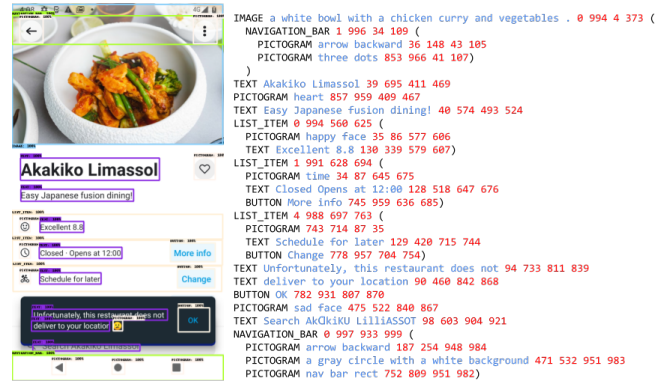 Akakiko Limassol
Easy Japanese fusion dining!
Excellent 8.8
Closed · Opens at 12:00 More info
Schedule for later Change
Unfortunately, this restaurant does not
deliver to your location OK
Search Akakiko Limassol
IMAGE a white bowl with a chicken curry and vegetables . 0 994 4 373 (
NAVIGATION_BAR 1 996 34 109 (
PICTOGRAM arrow backward 36 148 43 105
PICTOGRAM three dots 853 966 41 107)
)
TEXT Akakiko Limassol 39 695 411 469
PICTOGRAM heart 857 959 409 467
TEXT Easy Japanese fusion dining! 40 574 493 524
LIST_ITEM 0 994 560 625 (
PICTOGRAM happy face 35 86 577 606
TEXT Excellent 8.8 130 339 579 607)
LIST_ITEM 1 991 628 694 (
PICTOGRAM time 34 87 645 675
TEXT Closed Opens at 12:00 128 518 647 676
BUTTON More info 745 959 636 685)
LIST_ITEM 4 988 697 763 (
PICTOGRAM 743 714 87 35
TEXT Schedule for later 129 420 715 744
BUTTON Change 778 957 704 754)
TEXT Unfortunately, this restaurant does not 94 733 811 839
TEXT deliver to your location 90 460 842 868
BUTTON OK 782 931 807 870
PICTOGRAM sad face 475 522 840 867
TEXT Search LilliASSOT 98 603 904 921
NAVIGATION_BAR 0 997 933 999 (
PICTOGRAM arrow backward 187 254 948 984
PICTOGRAM a gray circle with a white background 471 532 951 983
PICTOGRAM nav bar rect 752 809 951 982)